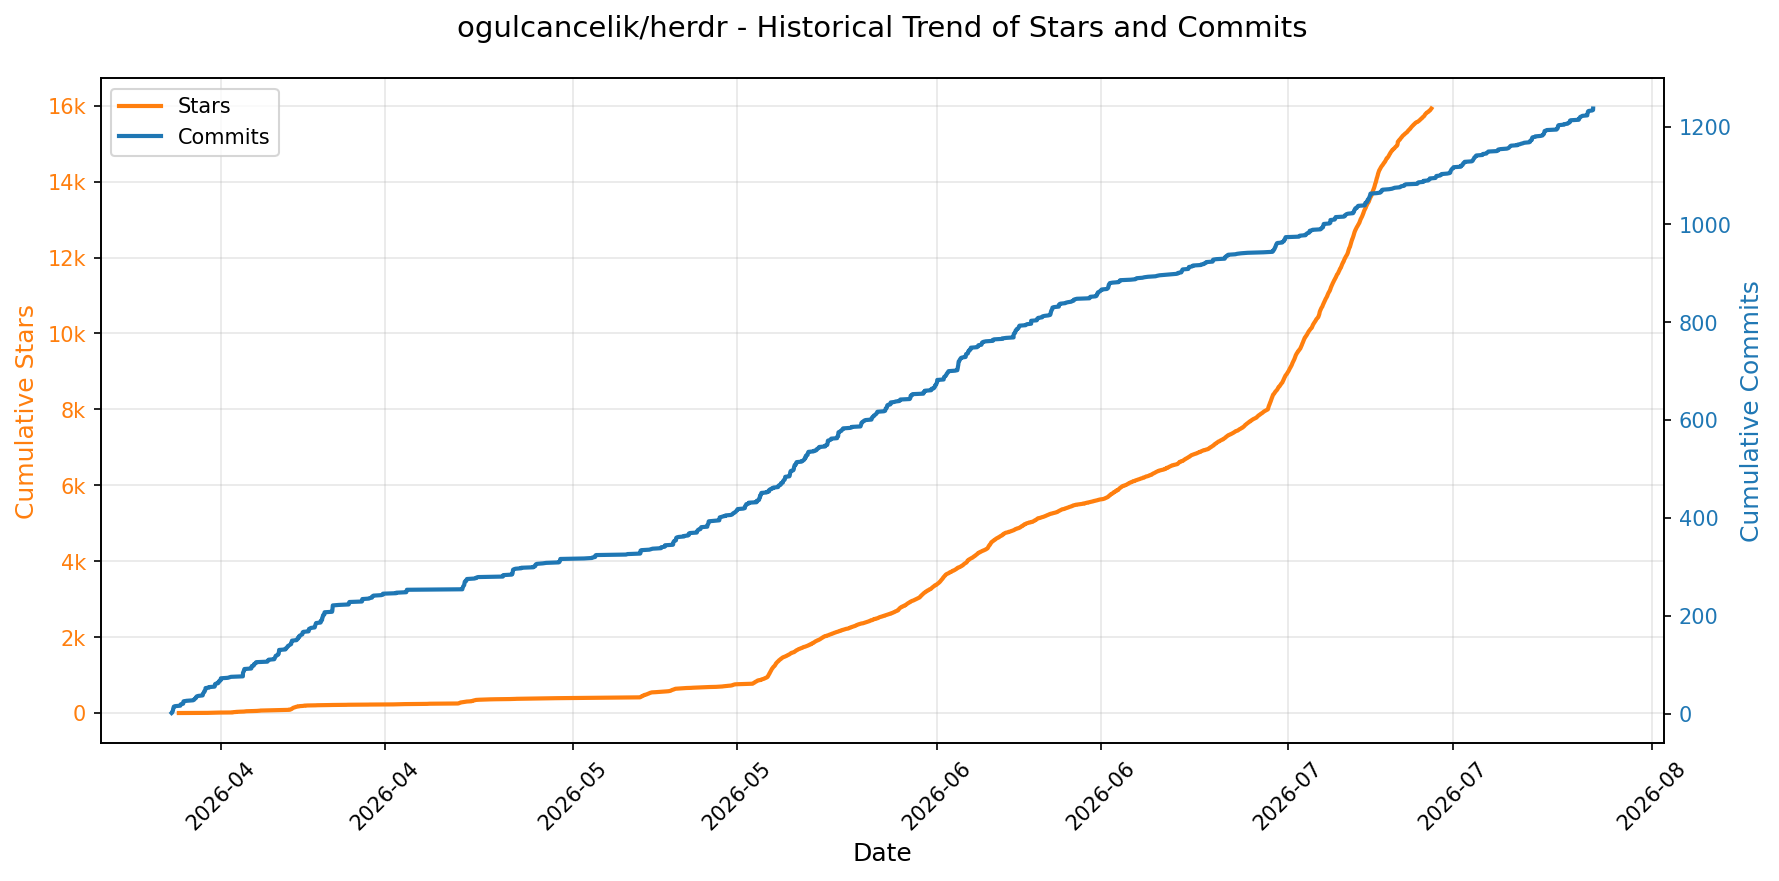 ogulcancelik/herdr - Historical Trend of Stars and Commits
Stars
Commits
16k
14k
12k
10k
8k
6k
4k
2k
0
Cumulative Stars
1200
1000
800
600
400
200
0
Cumulative Commits
2026-04
2026-04
2026-05
2026-05
2026-06
2026-06
2026-07
2026-07
2026-08
Date